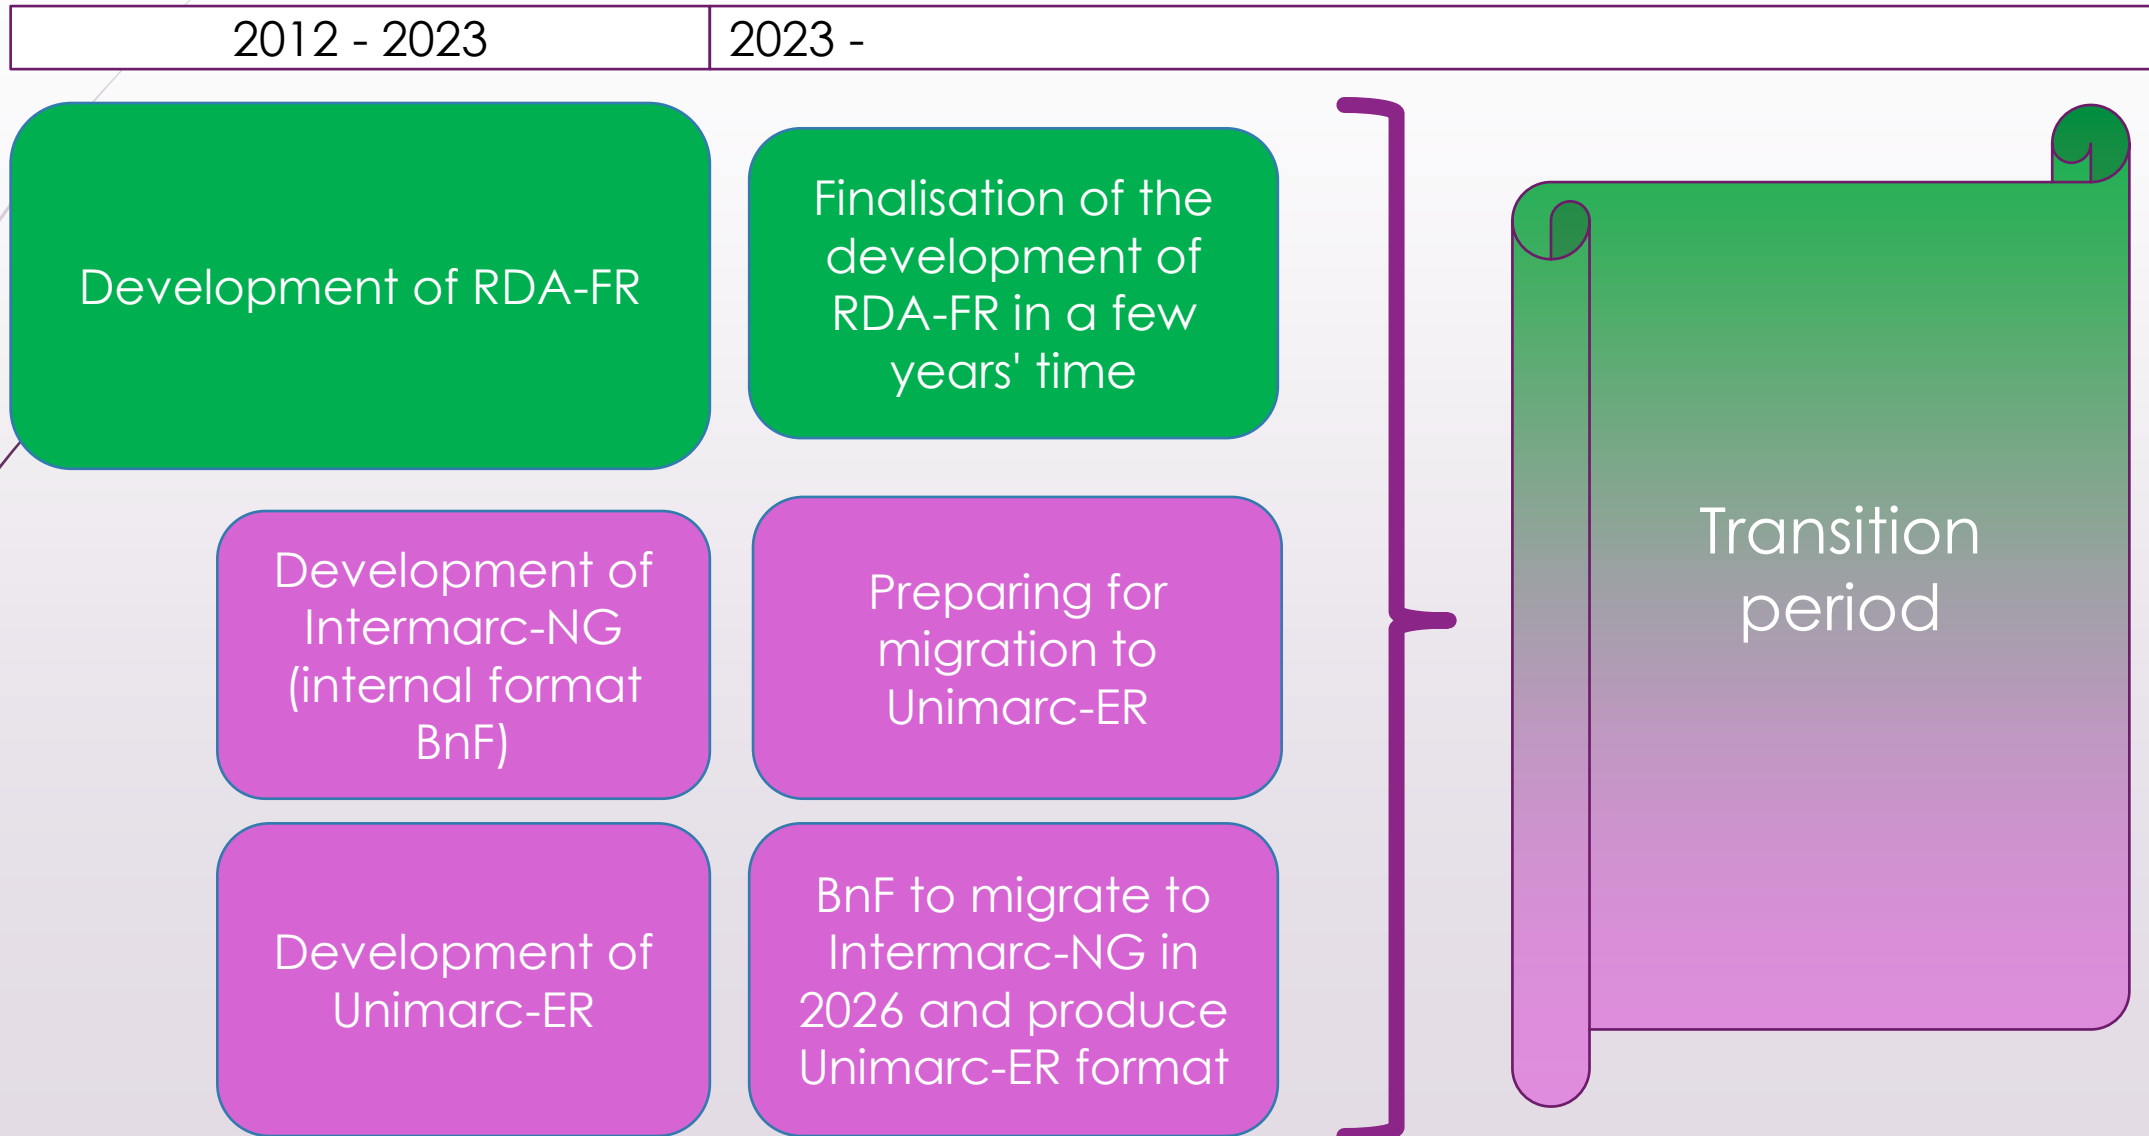 2012 - 2023
2023 -
Development of RDA-FR
Finalisation of the
development of
RDA-FR in a few
years' time
Development of
Intermarc-NG
(internal format
BnF)
Preparing for
migration to
Unimarc-ER
Development of
Unimarc-ER
BnF to migrate to
Intermarc-NG in
2026 and produce
Unimarc-ER format
Transition
period